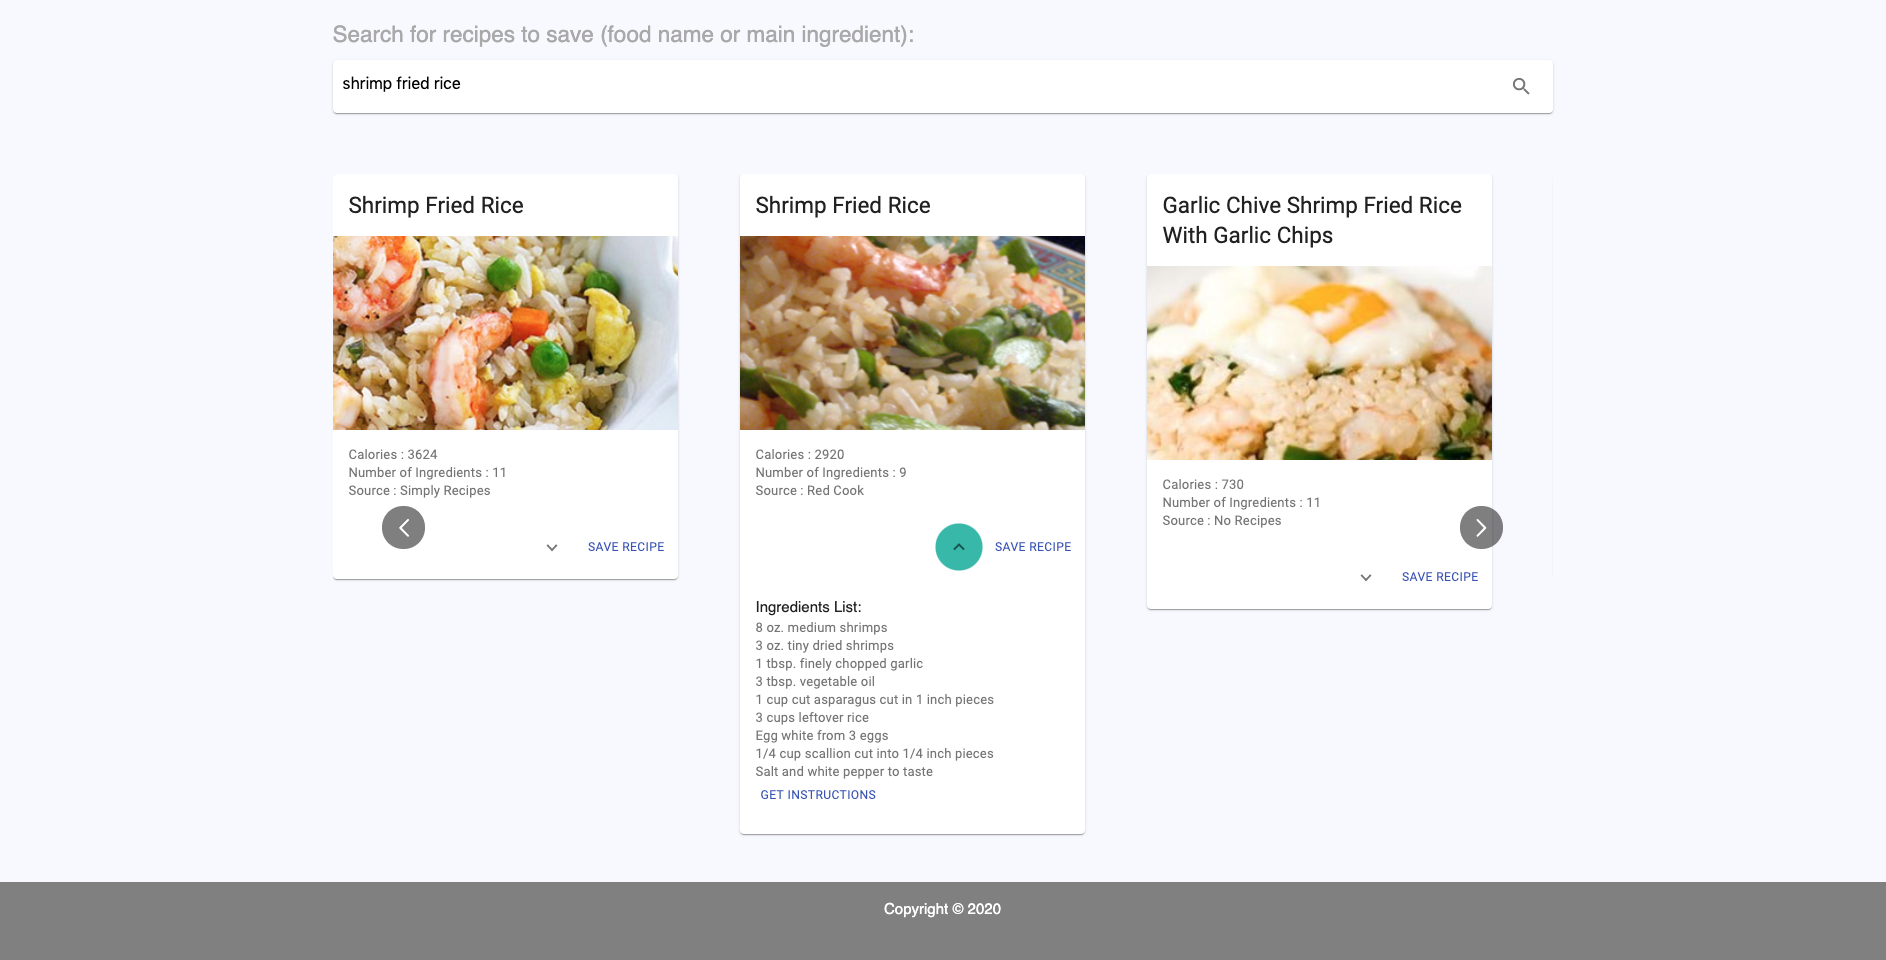 Search for recipes to save (food name or main ingredient):
shrimp fried rice
Shrimp Fried Rice
Calories : 3624
Number of Ingredients : 11
Source : Simply Recipes
SAVE RECIPE
Shrimp Fried Rice
Calories : 2920
Number of Ingredients : 9
Source : Red Cook
SAVE RECIPE
Ingredients List:
8 oz. medium shrimps
3 oz. tiny dried shrimps
1 tbsp. finely chopped garlic
3 tbsp. vegetable oil
1 cup cut asparagus cut in 1 inch pieces
3 cups leftover rice
Egg white from 3 eggs
1/4 cup scallion cut into 1/4 inch pieces
Salt and white pepper to taste
GET INSTRUCTIONS
Garlic Chive Shrimp Fried Rice
With Garlic Chips
Calories : 730
Number of Ingredients : 11
Source : No Recipes
SAVE RECIPE
Copyright © 2020